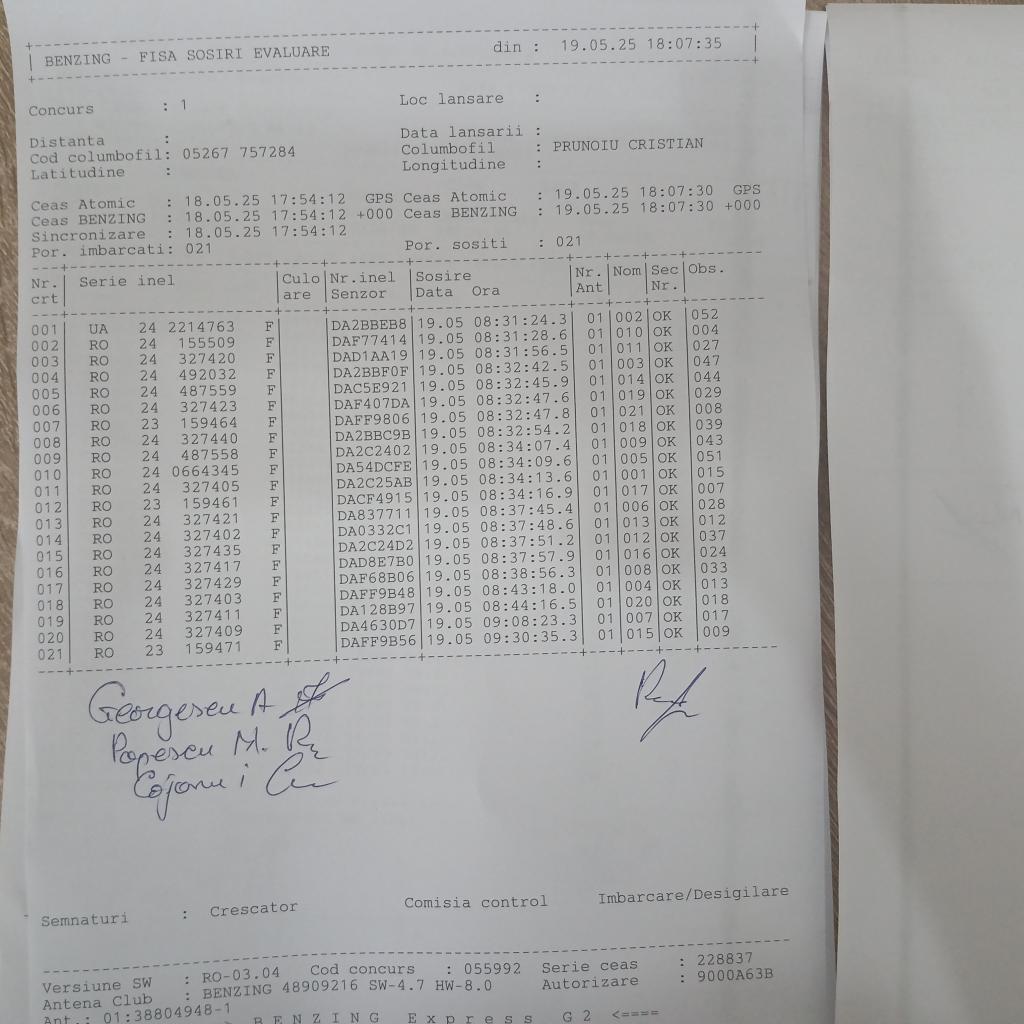 BENZING - FISA SOSIRI EVALUARE din : 19.05.25 18:07:35
Concurs : 1 Loc lansare :
Distanta : Data lansarii :
Cod columbofil: 05267 757284 Columbofil : PRUNOIU CRISTIAN
Latitudine : Longitudine :
Ceas Atomic : 18.05.25 17:54:12 GPS Ceas Atomic : 19.05.25 18:07:30 GPS
Ceas BENZING : 18.05.25 17:54:12 +000 Ceas BENZING : 19.05.25 18:07:30 +000
Sincronizare : 18.05.25 17:54:12
Por. imbarcati: 021 Por. sositi : 021
Nr. Serie inel Culo Nr.inel Sosire Nr. Nom Sec Obs.
crt are Senzor Data Ora Ant Nr.
001 UA 24 2214763 F DA2BBEB8 19.05 08:31:24.3 01 002 OK 052
002 RO 24 155509 F DAF77414 19.05 08:31:28.6 01 010 OK 004
003 RO 24 327420 F DAD1AA19 19.05 08:31:56.5 01 011 OK 027
004 RO 24 492032 F DA2BBF0F 19.05 08:32:42.5 01 003 OK 047
005 RO 24 487559 F DAC5E921 19.05 08:32:45.9 01 014 OK 044
006 RO 24 327423 F DAF407DA 19.05 08:32:47.6 01 019 OK 029
007 RO 23 159464 F DAFF9806 19.05 08:32:47.8 01 021 OK 008
008 RO 24 327440 F DA2BBC9B 19.05 08:32:54.2 01 018 OK 039
009 RO 24 487558 F DA2C2402 19.05 08:34:07.4 01 009 OK 043
010 RO 24 0664345 F DA54DCFE 19.05 08:34:09.6 01 005 OK 051
011 RO 24 327405 F DA2C25AB 19.05 08:34:13.6 01 001 OK 015
012 RO 23 159461 F DACF4915 19.05 08:34:16.9 01 017 OK 007
013 RO 24 327421 F DA837711 19.05 08:37:45.4 01 006 OK 028
014 RO 24 327402 F DA0332C1 19.05 08:37:48.6 01 013 OK 012
015 RO 24 327435 F DA2C24D2 19.05 08:37:51.2 01 012 OK 037
016 RO 24 327417 F DAD8E7B0 19.05 08:37:57.9 01 016 OK 024
017 RO 24 327429 F DAF68B06 19.05 08:38:56.3 01 008 OK 033
018 RO 24 327403 F DAFF9B48 19.05 08:43:18.0 01 004 OK 013
019 RO 24 327411 F DA128B97 19.05 08:44:16.5 01 020 OK 018
020 RO 24 327409 F DA4630D7 19.05 09:08:23.3 01 007 OK 017
021 RO 23 159471 F DAFF9B56 19.05 09:30:35.3 01 015 OK 009
Georgescu A
Popescu M.
Cojanu i
Semnaturi : Crescator Comisia control Imbarcare/Desigilare
Versiune SW : RO-03.04 Cod concurs : 055992 Serie ceas : 228837
Antena Club : BENZING 48909216 SW-4.7 HW-8.0 Autorizare : 9000A63B
Ant.: 01:38804948-1
BENZING Express G2 <====